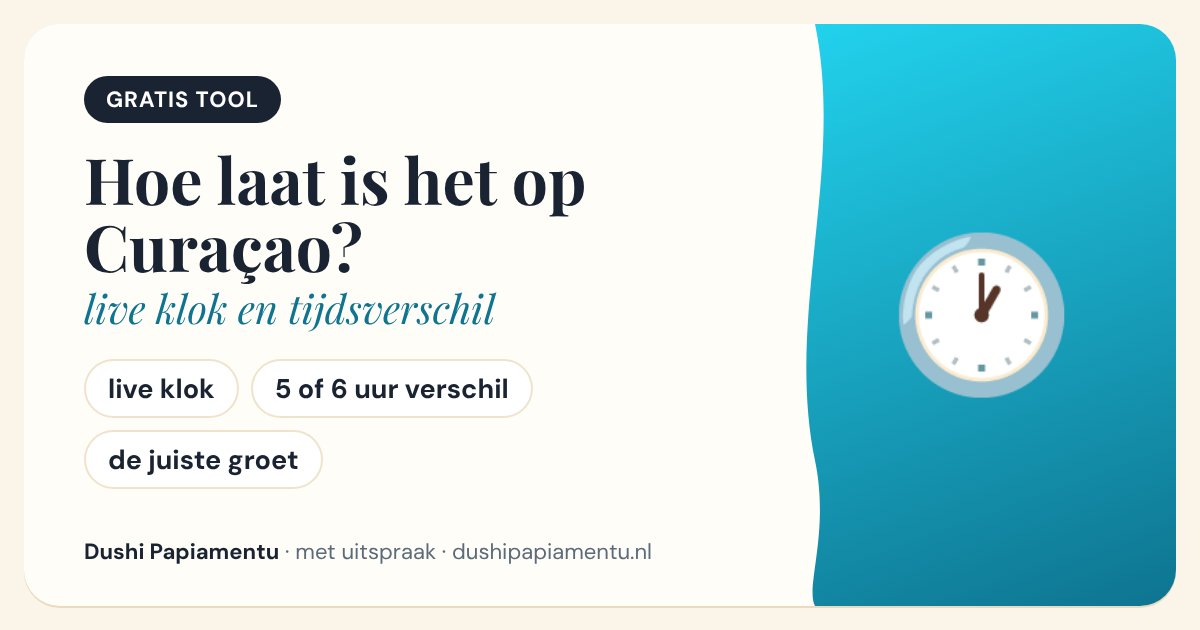 GRATIS TOOL
Hoe laat is het op
Curaçao?
live klok en tijdsverschil
live klok
5 of 6 uur verschil
de juiste groet
Dushi Papiamentu · met uitspraak · dushipapiamentu.nl